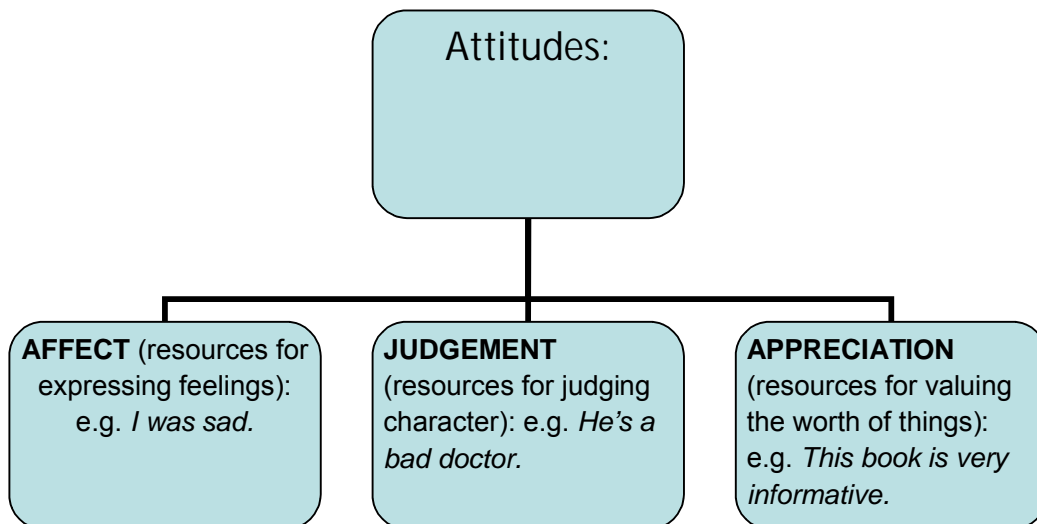 Attitudes:
AFFECT (resources for
expressing feelings):
e.g. I was sad.
JUDGEMENT
(resources for judging
character): e.g. He's a
bad doctor.
APPRECIATION
(resources for valuing
the worth of things):
e.g. This book is very
informative.